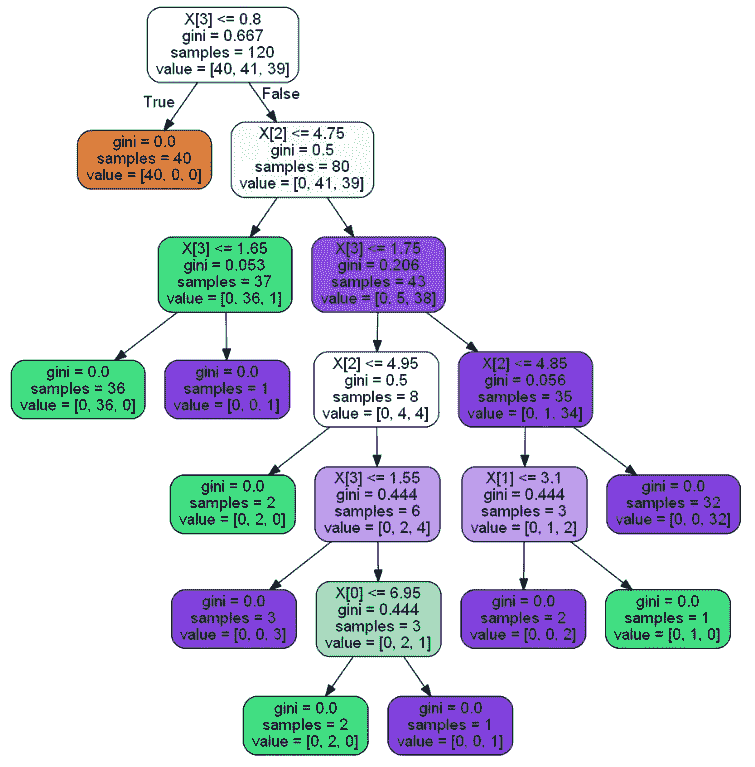 X[3] <= 0.8
gini = 0.667
samples = 120
value = [40, 41, 39]
True
False
gini = 0.0
samples = 40
value = [40, 0, 0]
X[2] <= 4.75
gini = 0.5
samples = 80
value = [0, 41, 39]
X[3] <= 1.65
gini = 0.053
samples = 37
value = [0, 36, 1]
X[3] <= 1.75
gini = 0.206
samples = 43
value = [0, 5, 38]
gini = 0.0
samples = 36
value = [0, 36, 0]
gini = 0.0
samples = 1
value = [0, 0, 1]
X[2] <= 4.95
gini = 0.5
samples = 8
value = [0, 4, 4]
X[2] <= 4.85
gini = 0.056
samples = 35
value = [0, 1, 34]
gini = 0.0
samples = 2
value = [0, 2, 0]
X[3] <= 1.55
gini = 0.444
samples = 6
value = [0, 2, 4]
X[1] <= 3.1
gini = 0.444
samples = 3
value = [0, 1, 2]
gini = 0.0
samples = 32
value = [0, 0, 32]
gini = 0.0
samples = 3
value = [0, 0, 3]
X[0] <= 6.95
gini = 0.444
samples = 3
value = [0, 2, 1]
gini = 0.0
samples = 2
value = [0, 0, 2]
gini = 0.0
samples = 1
value = [0, 1, 0]
gini = 0.0
samples = 2
value = [0, 2, 0]
gini = 0.0
samples = 1
value = [0, 0, 1]